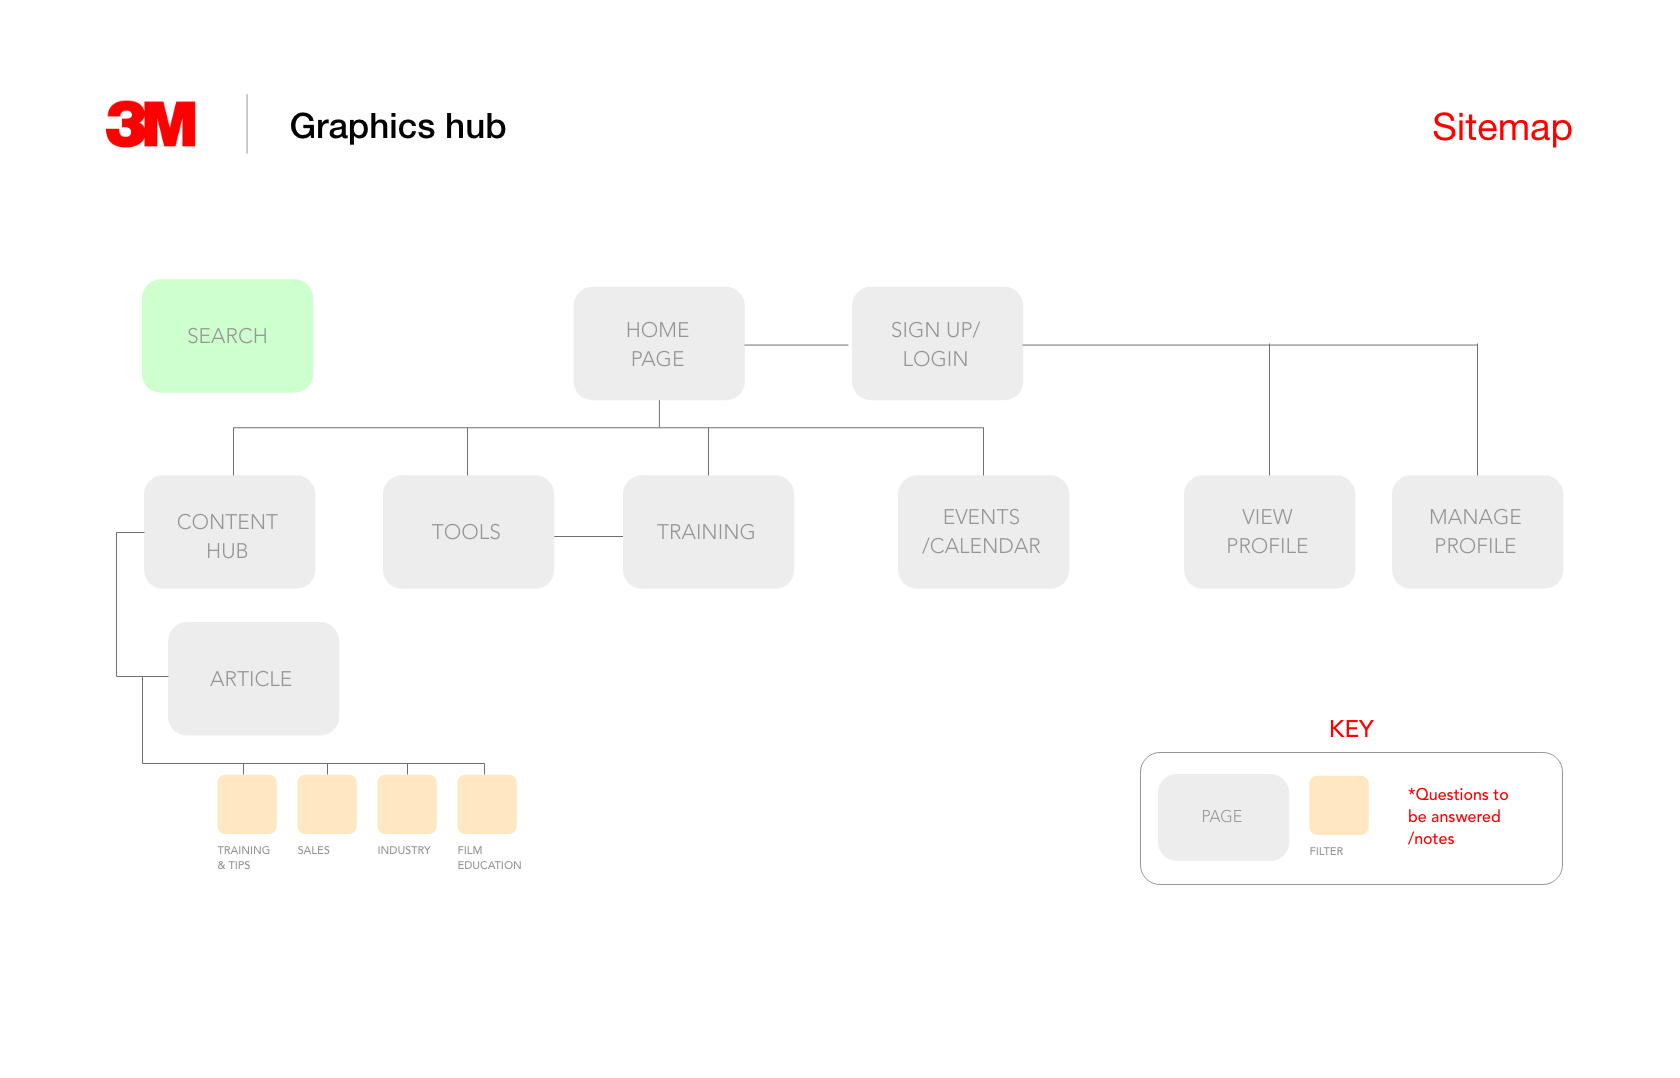 3M
Graphics hub
Sitemap
SEARCH
HOME
PAGE
SIGN UP/
LOGIN
CONTENT
HUB
TOOLS
TRAINING
EVENTS
/CALENDAR
VIEW
PROFILE
MANAGE
PROFILE
ARTICLE
TRAINING
& TIPS
SALES
INDUSTRY
FILM
EDUCATION
KEY
PAGE
FILTER
*Questions to
be answered
/notes